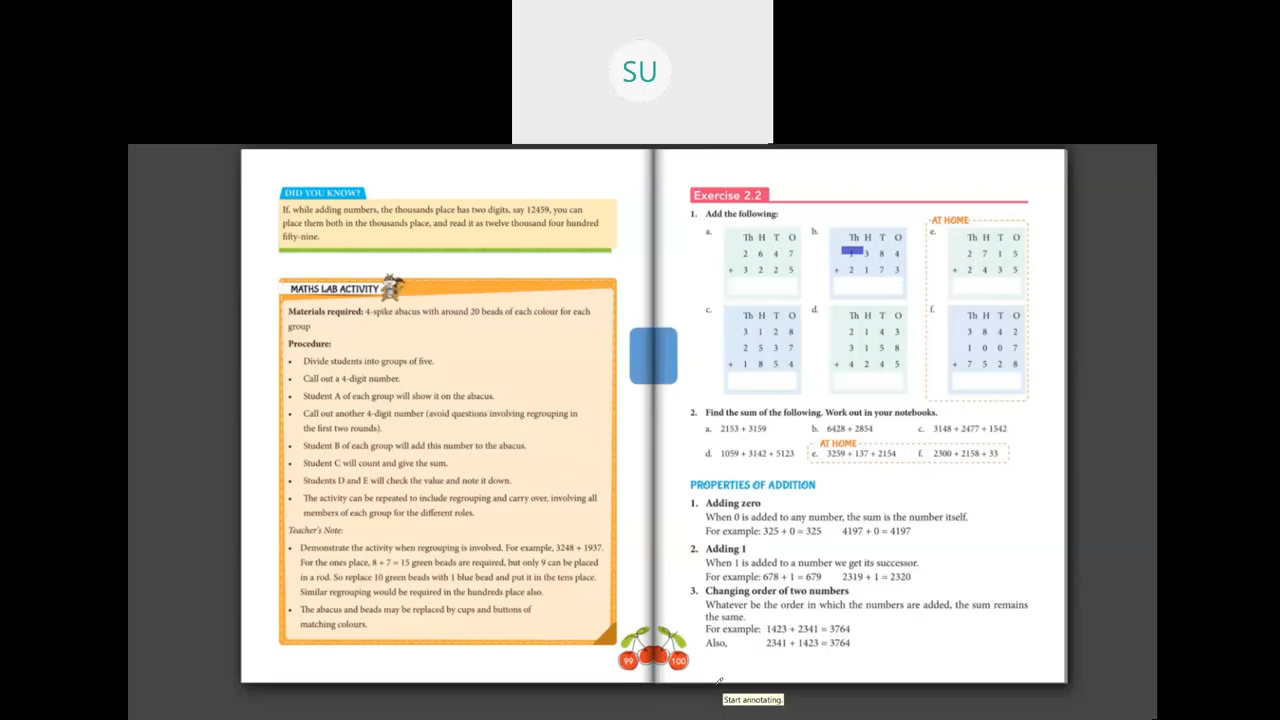 SU
DID YOU KNOW?
If, while adding numbers, the thousands place has two digits, say 12459, you can
place them both in the thousands place, and read it as twelve thousand four hundred
fifty-nine.
MATHS LAB ACTIVITY
Materials required: 4-spike abacus with around 20 beads of each colour for each
group
Procedure:
• Divide students into groups of five.
• Call out a 4-digit number.
• Student A of each group will show it on the abacus.
• Call out another 4-digit number (avoid questions involving regrouping in
the first two rounds).
• Student B of each group will add this number to the abacus.
• Student C will count and give the sum.
• Students D and E will check the value and note it down.
• The activity can be repeated to include regrouping and carry over, involving all
members of each group for the different roles.
Teacher's Note:
• Demonstrate the activity when regrouping is involved. For example, 3248 + 1937.
For the ones place, 8 + 7 = 15 green beads are required, but only 9 can be placed
in a rod. So replace 10 green beads with 1 blue bead and put it in the tens place.
Similar regrouping would be required in the hundreds place also.
• The abacus and beads may be replaced by cups and buttons of
matching colours.
99
Exercise 2.2
1. Add the following:
AT HOME
a. b. e.
Th H T O Th H T O Th H T O
2 6 4 7 1 3 8 4 2 7 1 5
+ 3 2 2 5 + 2 1 7 3 + 2 4 3 5
c. d. f.
Th H T O Th H T O Th H T O
3 1 2 8 2 1 4 3 3 8 4 2
2 5 3 7 3 1 5 8 1 0 0 7
+ 1 8 5 4 + 4 2 4 5 + 7 5 2 8
2. Find the sum of the following. Work out in your notebooks.
a. 2153 + 3159 b. 6428 + 2854 c. 3148 + 2477 + 1542
AT HOME
d. 1059 + 3142 + 5123 e. 3259 + 137 + 2154 f. 2300 + 2158 + 33
PROPERTIES OF ADDITION
1. Adding zero
When 0 is added to any number, the sum is the number itself.
For example: 325 + 0 = 325 4197 + 0 = 4197
2. Adding 1
When 1 is added to a number we get its successor.
For example: 678 + 1 = 679 2319 + 1 = 2320
3. Changing order of two numbers
Whatever be the order in which the numbers are added, the sum remains
the same.
For example: 1423 + 2341 = 3764
Also, 2341 + 1423 = 3764
100
Start annotating.